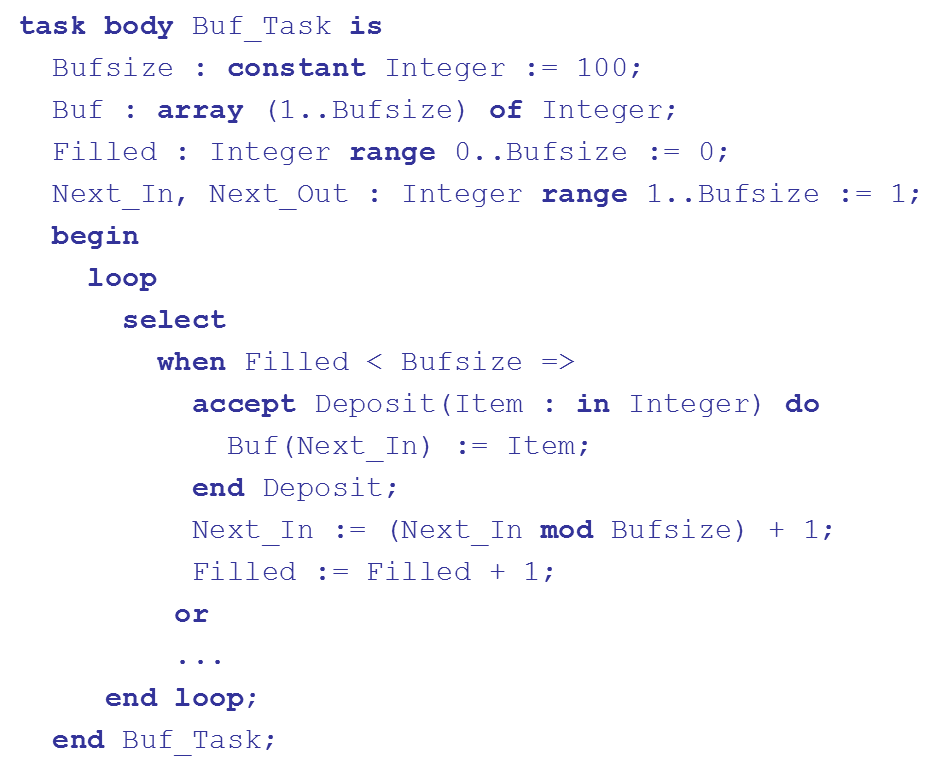 task body Buf_Task is
Bufsize : constant Integer := 100;
Buf : array (1..Bufsize) of Integer;
Filled : Integer range 0..Bufsize := 0;
Next_In, Next_Out : Integer range 1..Bufsize := 1;
begin
loop
select
when Filled < Bufsize =>
accept Deposit(Item : in Integer) do
Buf(Next_In) := Item;
end Deposit;
Next_In := (Next_In mod Bufsize) + 1;
Filled := Filled + 1;
or
...
end loop;
end Buf_Task;